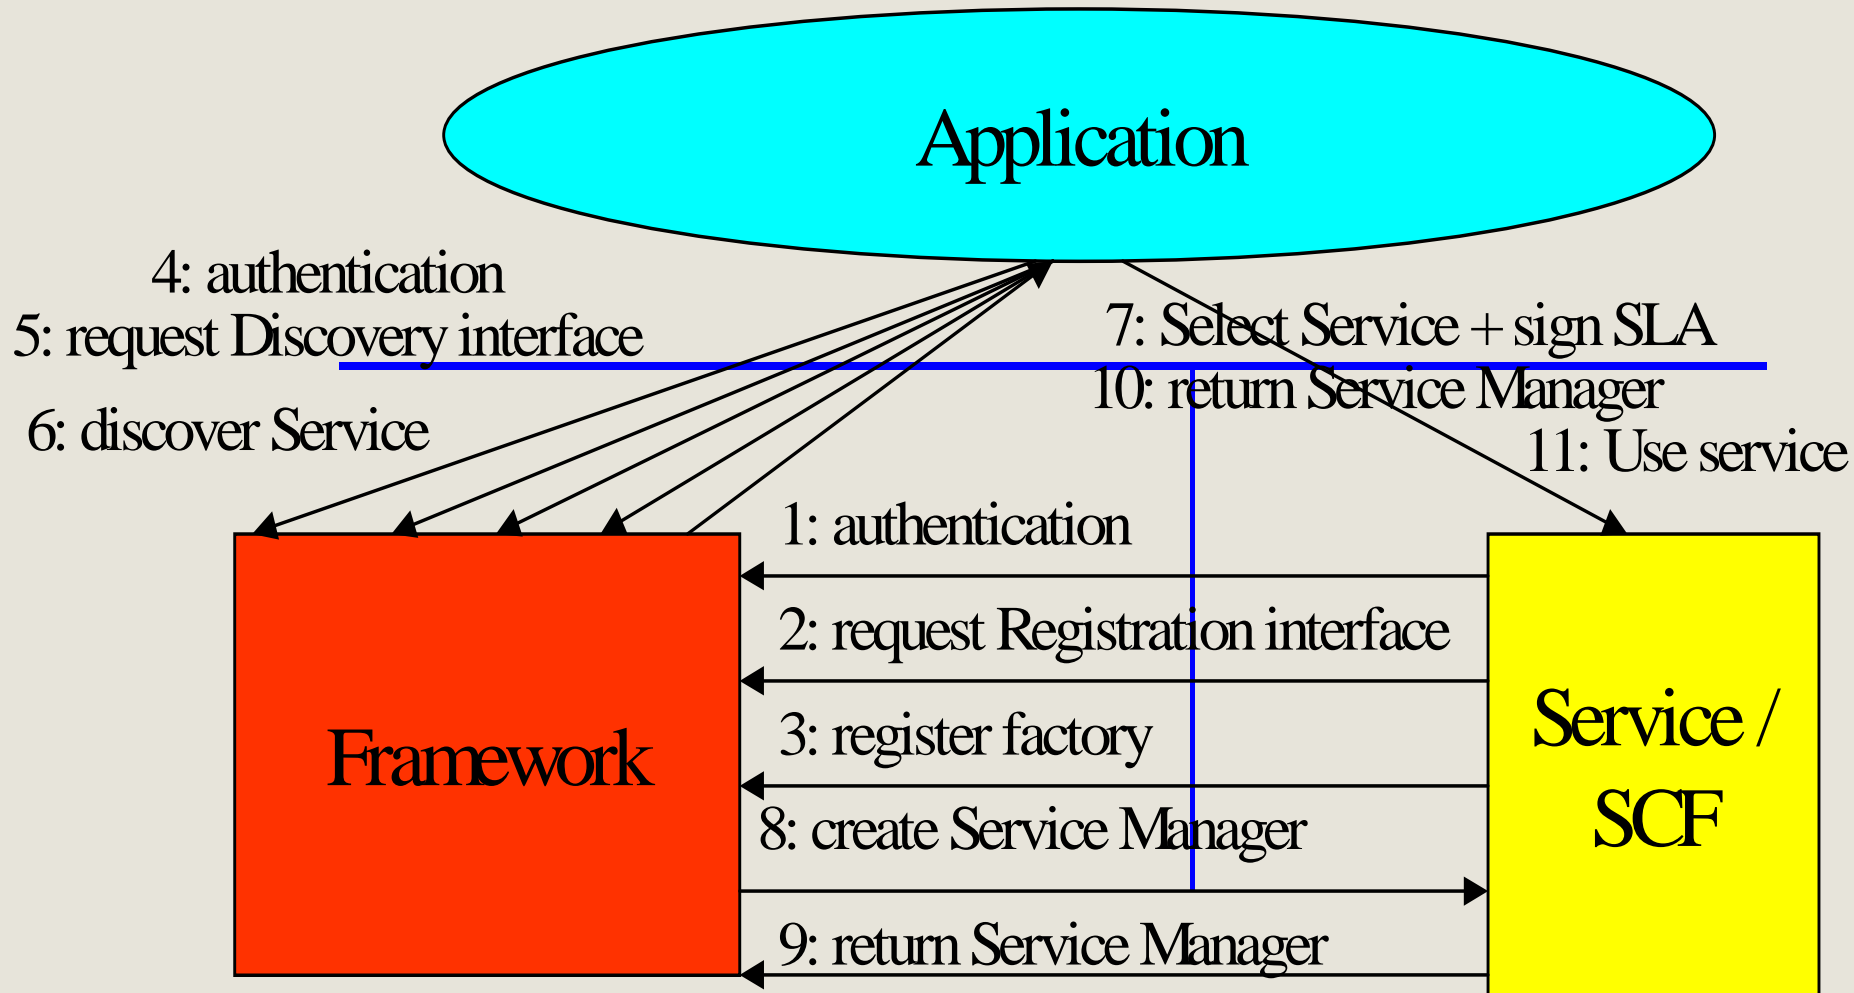 Application
4: authentication
5: request Discovery interface
7: Select Service + sign SLA
10: return Service Manager
6: discover Service
11: Use service
1: authentication
2: request Registration interface
3: register factory
Framework
Service /
SCF
8: create Service Manager
9: return Service Manager